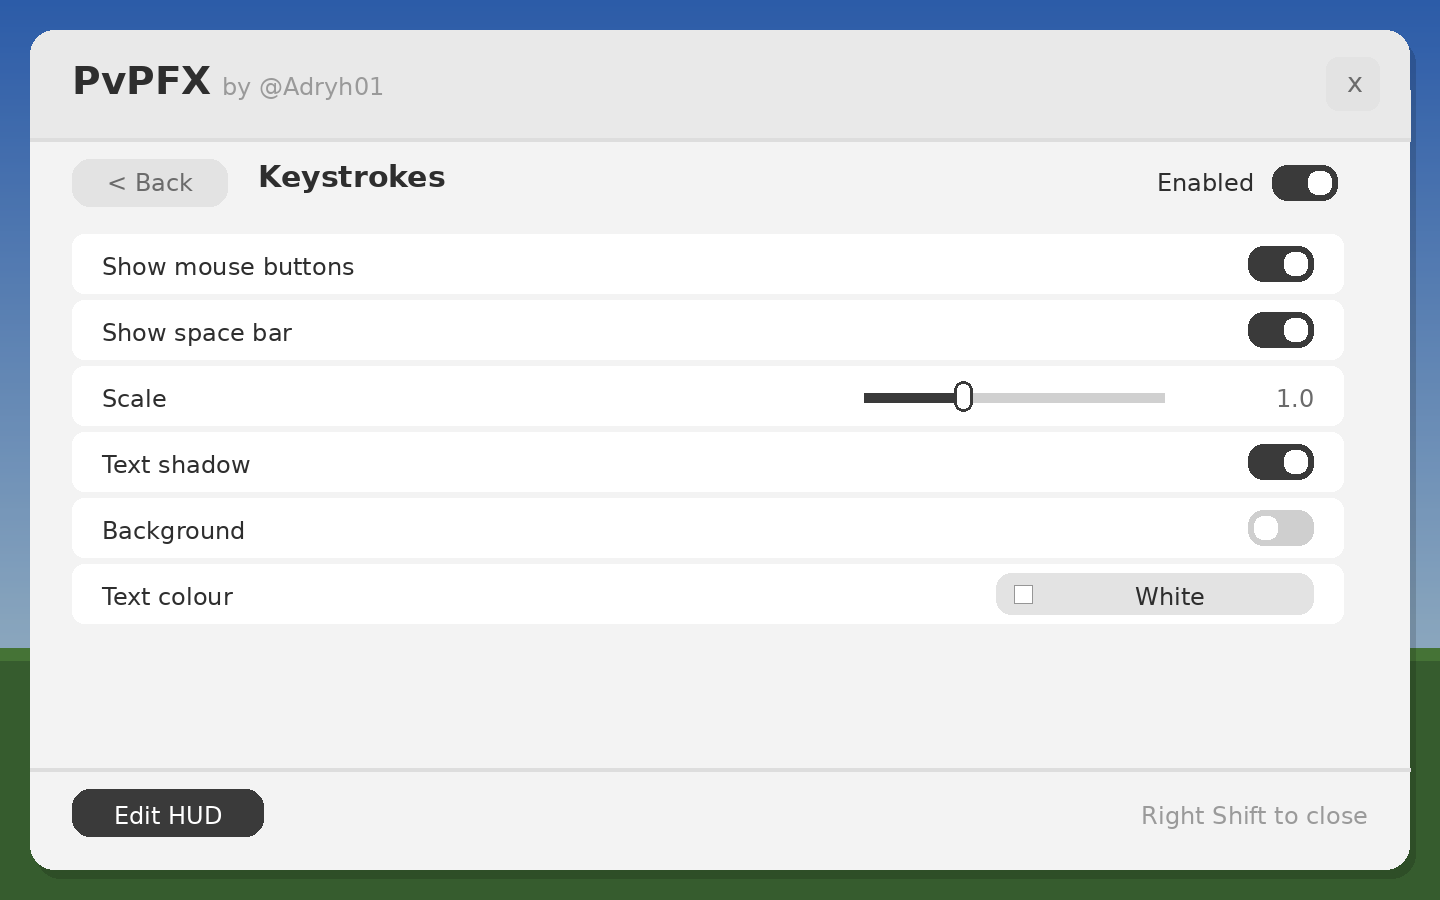 PvPFX by @Adryh01
x
< Back
Keystrokes
Enabled
Show mouse buttons
Show space bar
Scale
1.0
Text shadow
Background
Text colour
White
Edit HUD
Right Shift to close